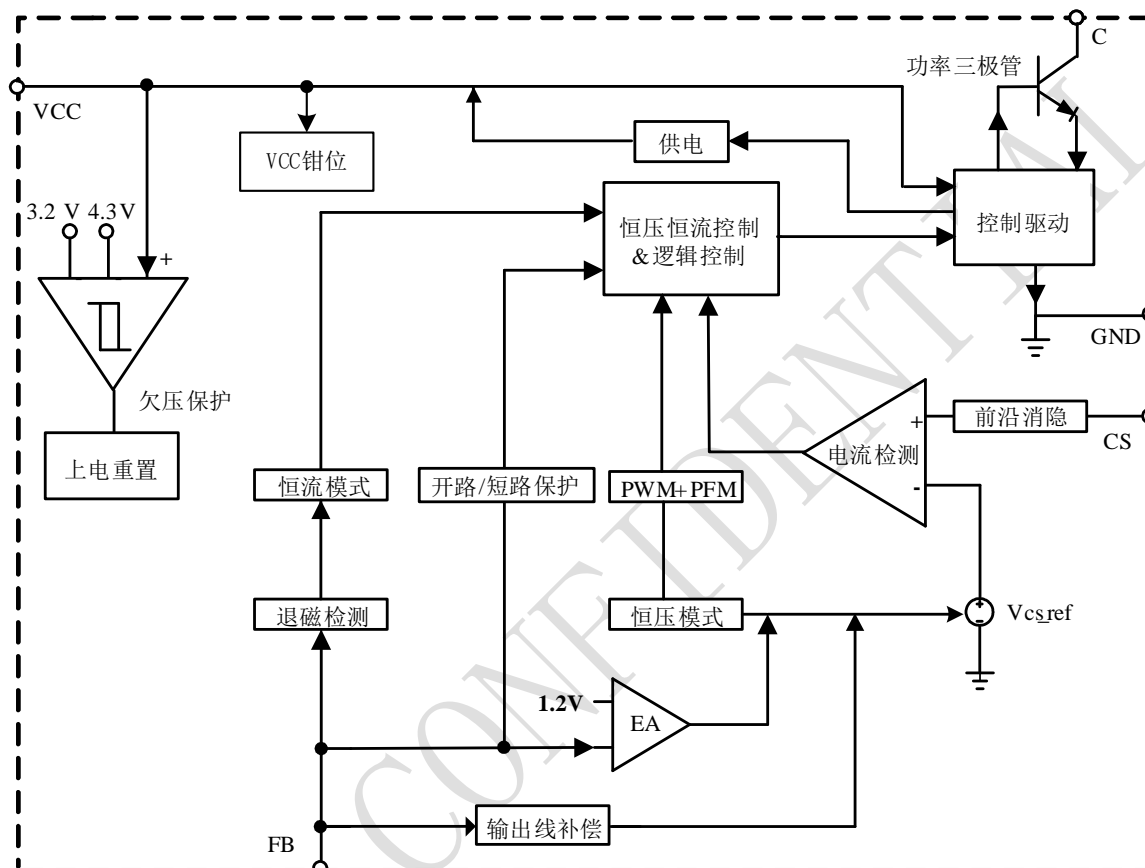 C
功率三极管
VCC
VCC钳位
供电
3.2 V 4.3V
+
恒压恒流控制
&逻辑控制
控制驱动
GND
欠压保护
上电重置
前沿消隐
CS
+
电流检测
-
恒流模式
开路/短路保护
PWM+PFM
退磁检测
恒压模式
+
-
Vcs_ref
1.2V
EA
输出线补偿
FB